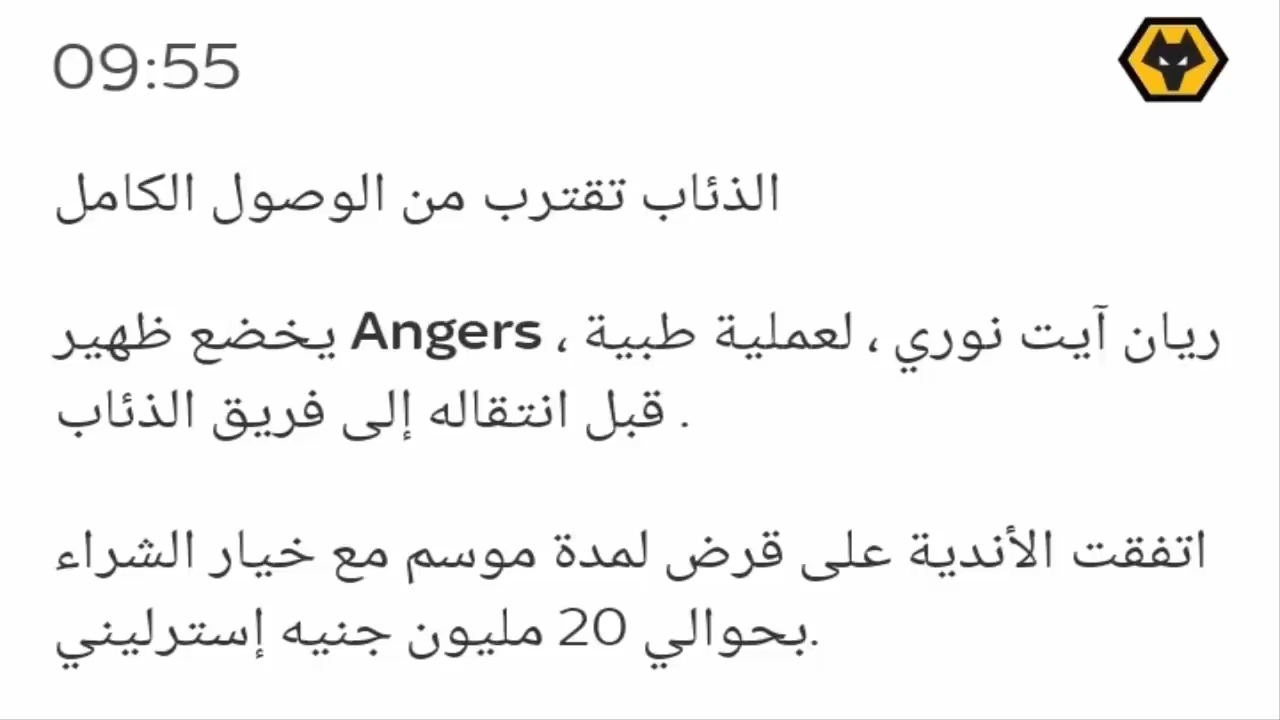 09:55
الذئاب تقترب من الوصول الكامل
يخضع ظهير Angers ، ريان آيت نوري ، لعملية طبية
قبل انتقاله إلى فريق الذئاب .
اتفقت الأندية على قرض لمدة موسم مع خيار الشراء
بحوالي 20 مليون جنيه إسترليني.